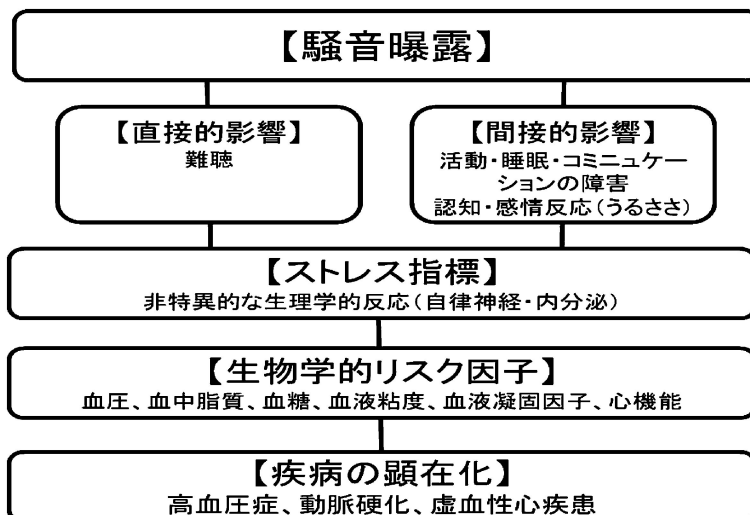 【騒音曝露】
【直接的影響】
難聴
【間接的影響】
活動・睡眠・コミニュケー
ションの障害
認知・感情反応(うるささ)
【ストレス指標】
非特異的な生理学的反応(自律神経・内分泌)
【生物学的リスク因子】
血圧、血中脂質、血糖、血液粘度、血液凝固因子、心機能
【疾病の顕在化】
高血圧症、動脈硬化、虚血性心疾患